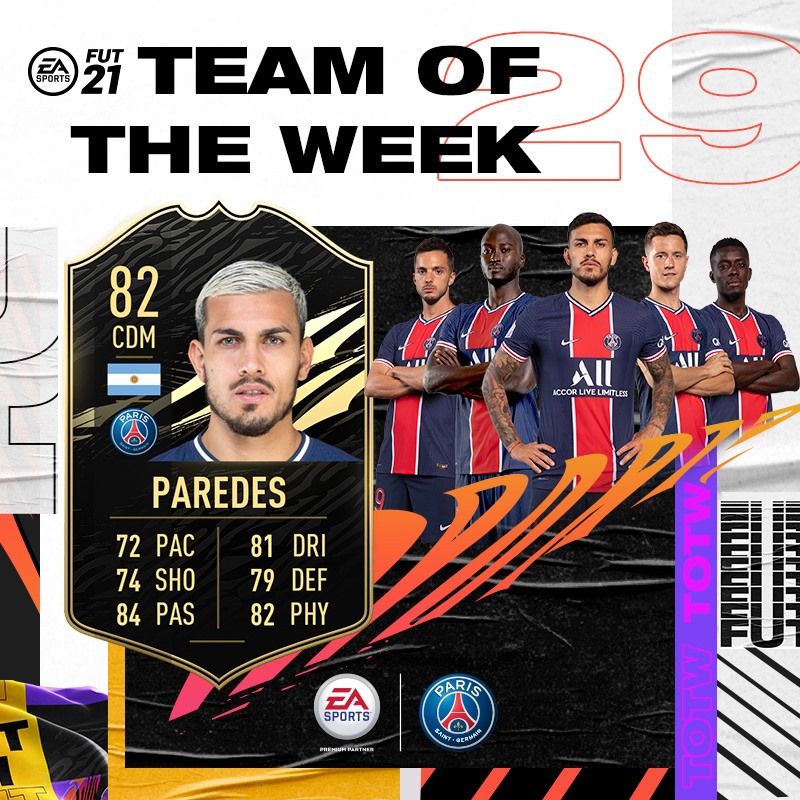 EA
SPORTS
FUT
21
TEAM OF
THE WEEK
29
82
CDM
PARIS
SAINT-GERMAIN
PAREDES
72 PAC
74 SHO
84 PAS
81 DRI
79 DEF
82 PHY
All
ACCOR LIVE LIMITLESS
All
All
TOTW TOTW
FUT
EA
SPORTS
PREMIUM PARTNER
PARIS
SAINT-GERMAIN